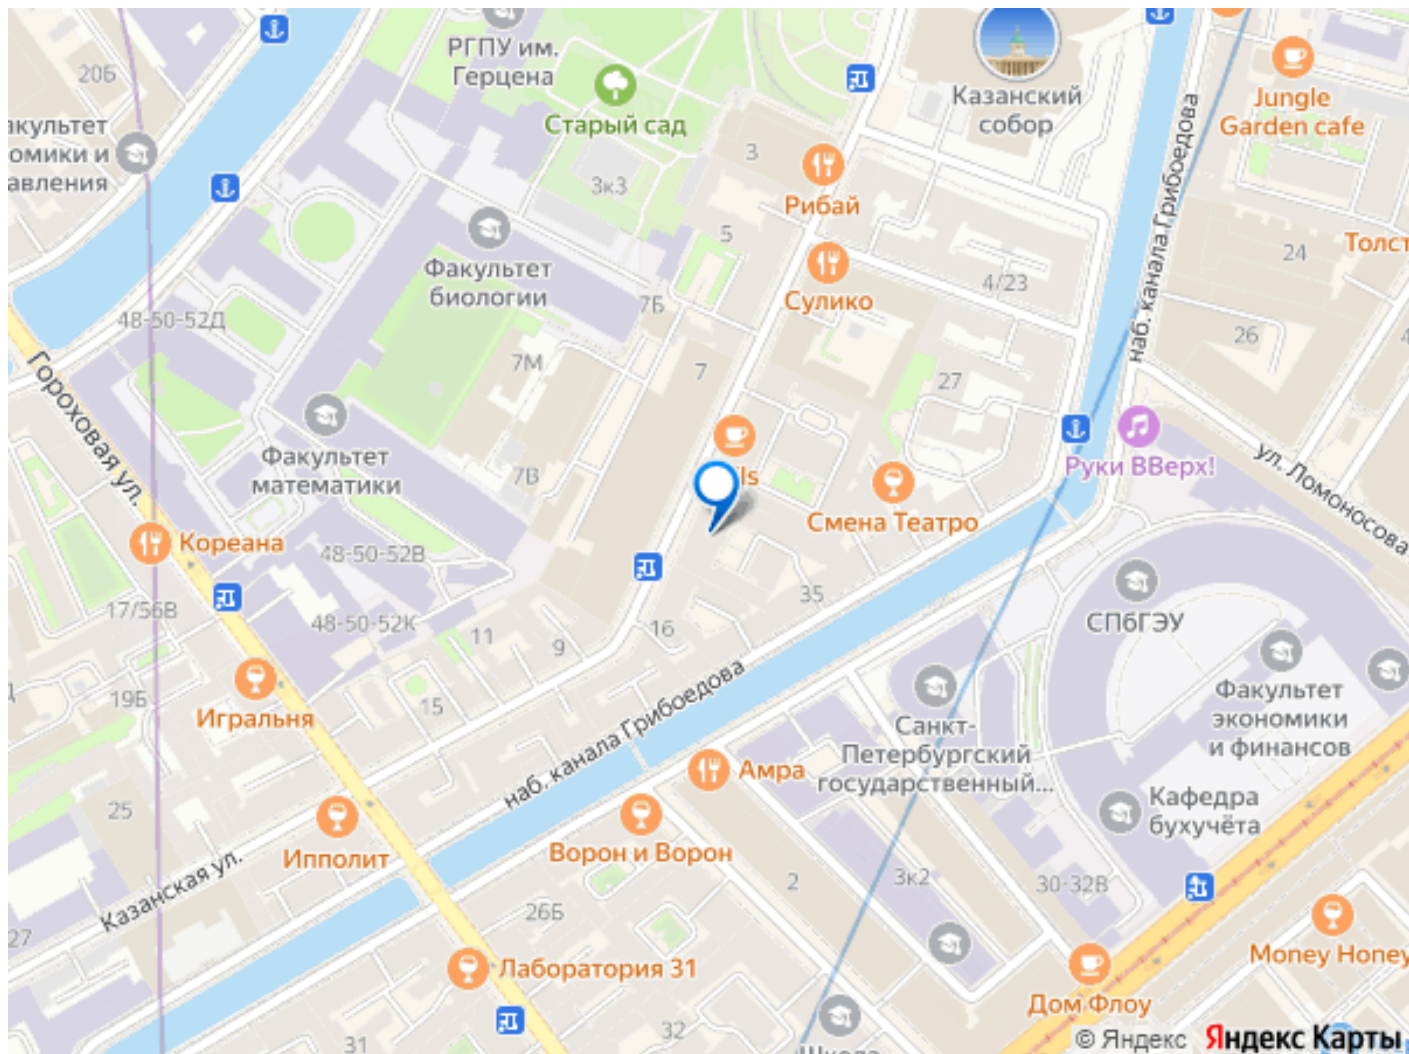 РГПУ им.
Герцена
20Б
Старый сад
Казанский
собор
Jungle
Garden cafe
акультет
омики и
авления
3
3к3
Рибай
наб. канала Грибоедова
5
Толст
24
Факультет
биологии
Сулико
4/23
7Б
48-50-52Д
26
4
Гороховая ул.
7М
7
27
Факультет
математики
ls
7В
Руки ВВерх!
ул. Ломоносова
Смена Театро
Кореана
48-50-52В
35
17/56В
48-50-52К
16
11
9
СПбГЭУ
19Б
15
Игральня
Факультет
экономики
и финансов
Санкт-
Петербургский
государственный...
наб. канала Грибоедова
Амра
25
Кафедра
бухучёта
Ипполит
Ворон и Ворон
2
3к2
30-32В
Казанская ул.
27
26Б
Money Honey
Лаборатория 31
Дом Флоу
32
31
Школа
© Яндекс Яндекс Карты